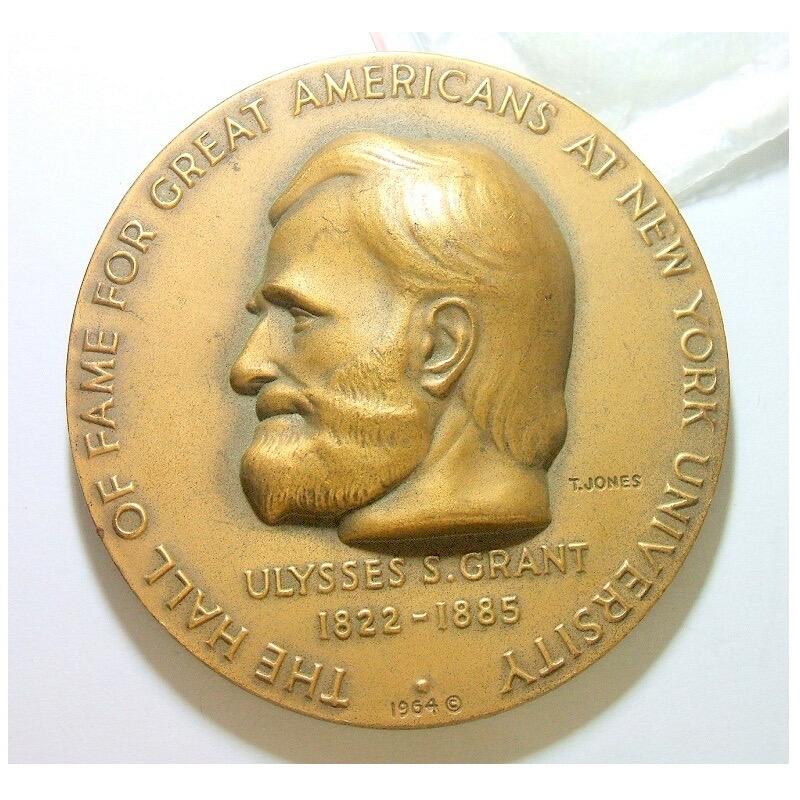 THE HALL OF FAME FOR GREAT AMERICANS AT NEW YORK UNIVERSITY
T. JONES
ULYSSES S. GRANT
1822 - 1885
1964 ©